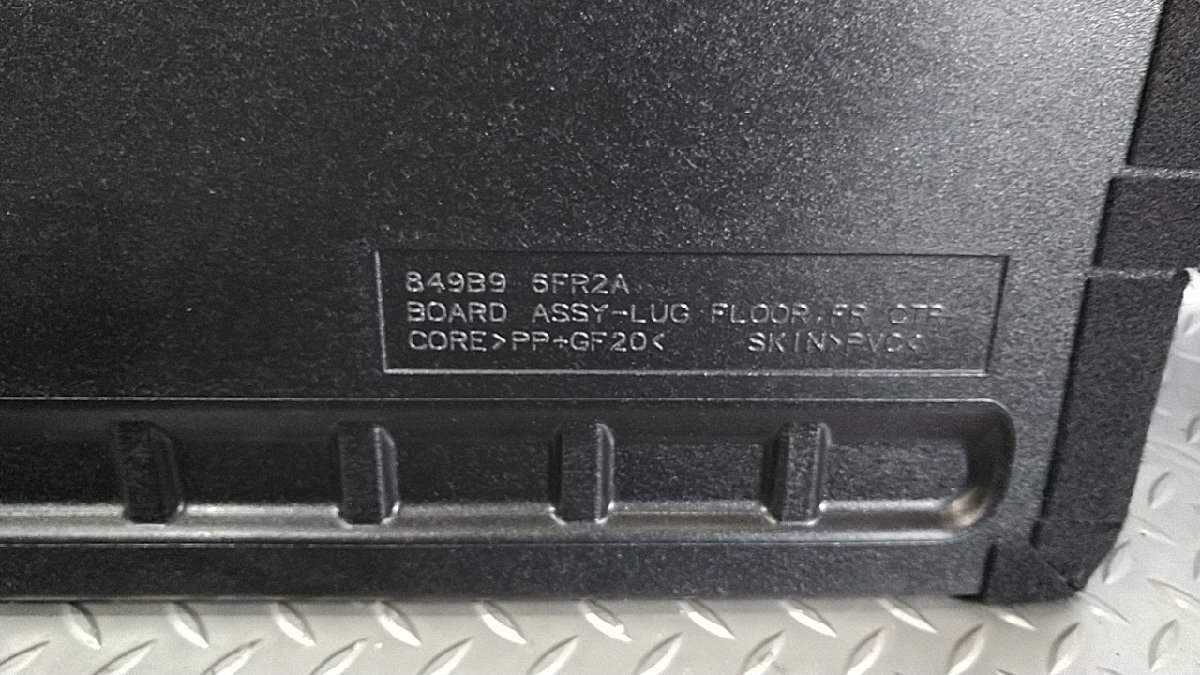 849B9 6FR2A
BOARD ASSY-LUG FLOOR,FR CTR
CORE>PP+GF20< SKIN>PVC<